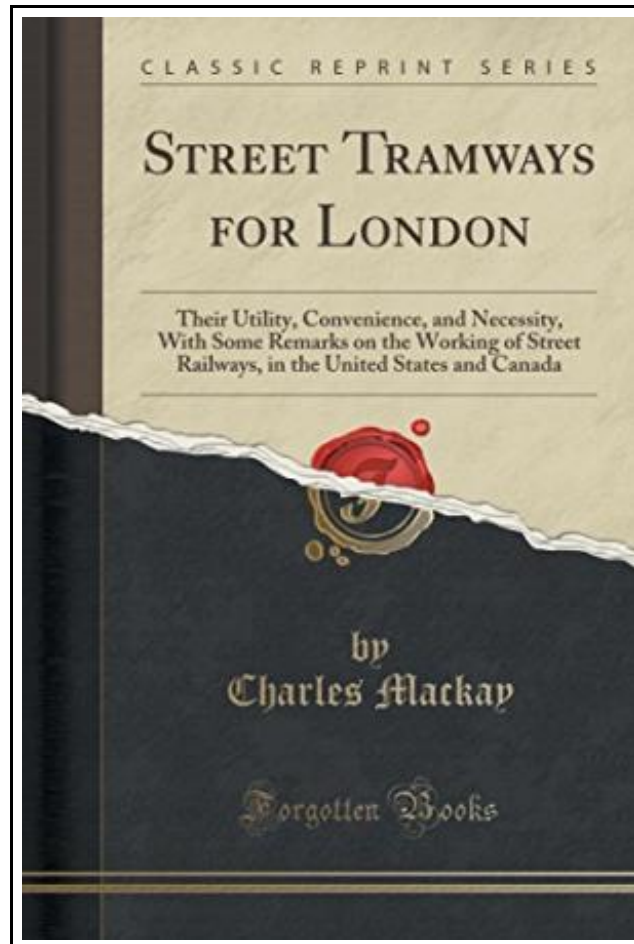 CLASSIC REPRINT SERIES
STREET TRAMWAYS
FOR LONDON
Their Utility, Convenience, and Necessity,
With Some Remarks on the Working of Street
Railways, in the United States and Canada
by
Charles Mackay
Forgotten Books